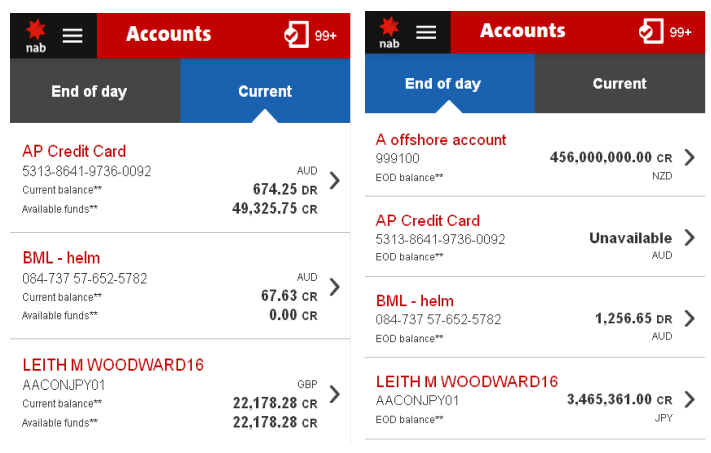 nab
Accounts
99+
End of day
Current
AP Credit Card
5313-8641-9736-0092
AUD
Current balance**
674.25 DR
Available funds**
49,325.75 CR
BML - helm
084-737 57-652-5782
AUD
Current balance**
67.63 CR
Available funds**
0.00 CR
LEITH M WOODWARD16
AACONJPY01
GBP
Current balance**
22,178.28 CR
Available funds**
22,178.28 CR
nab
Accounts
99+
End of day
Current
A offshore account
999100
456,000,000.00 CR
EOD balance**
NZD
AP Credit Card
5313-8641-9736-0092
Unavailable
EOD balance**
AUD
BML - helm
084-737 57-652-5782
1,256.65 DR
EOD balance**
AUD
LEITH M WOODWARD16
AACONJPY01
3,465,361.00 CR
EOD balance**
JPY